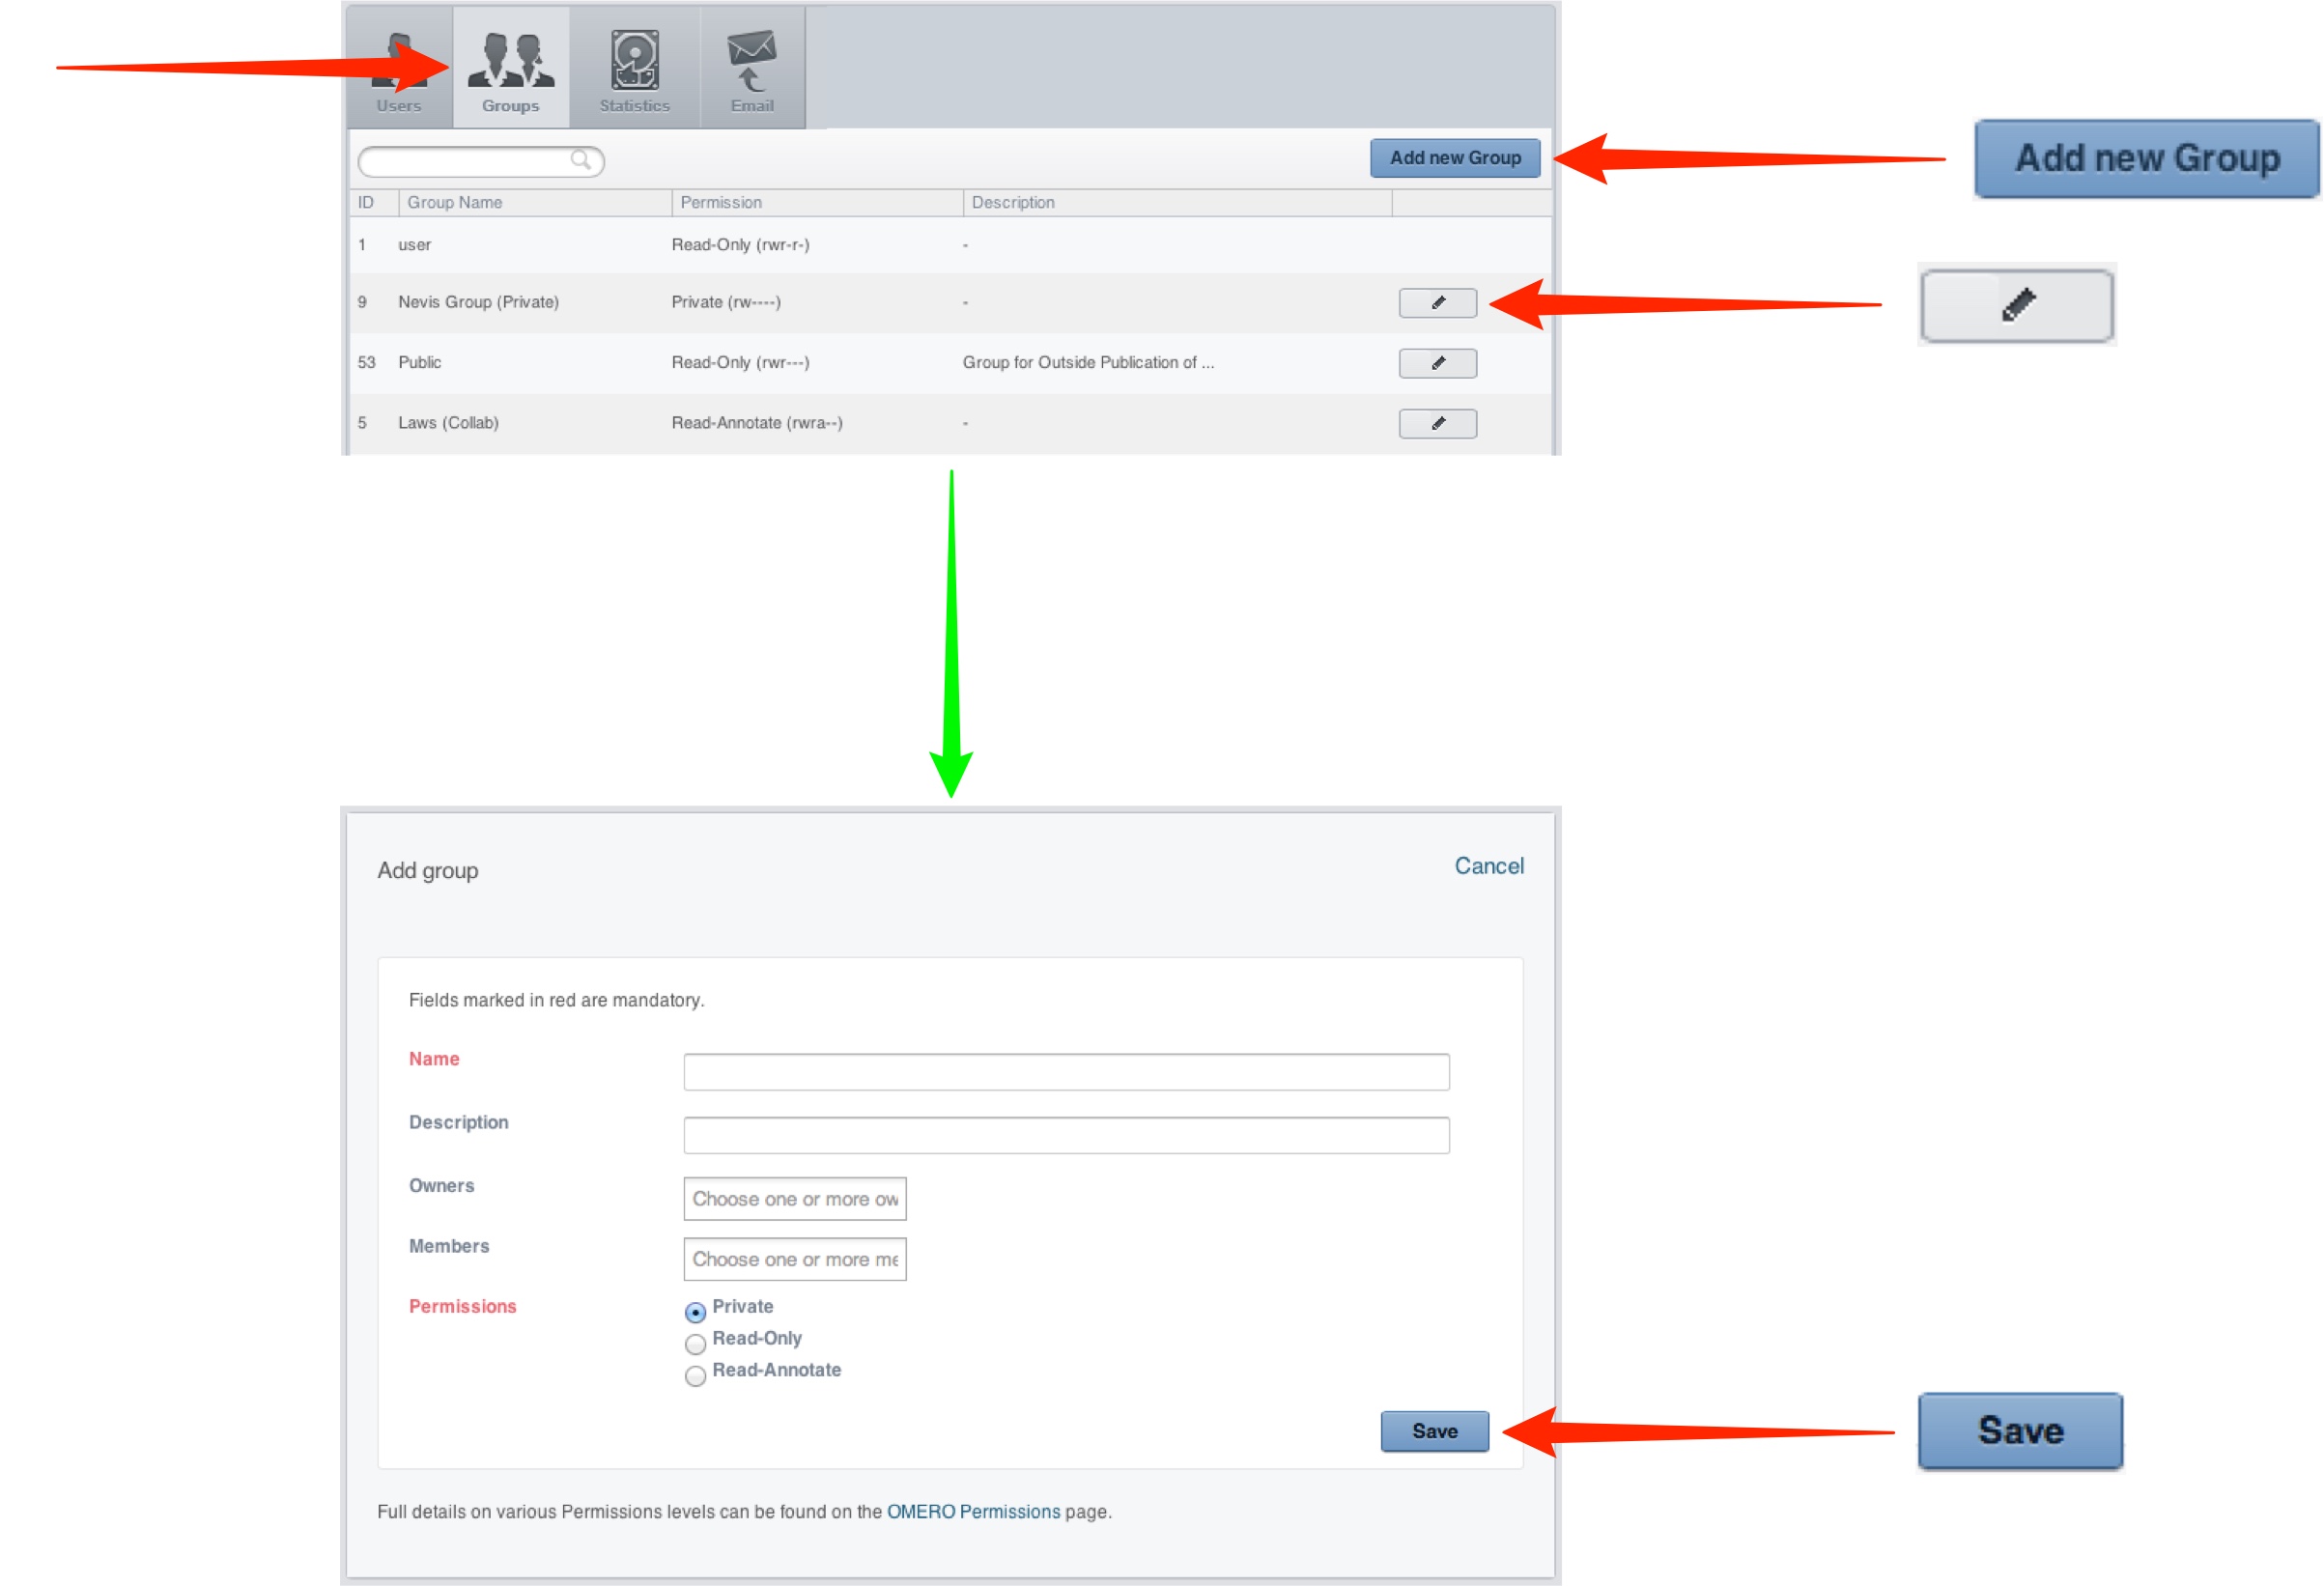 Users Groups Statistics Email
Add new Group
Add new Group
ID Group Name Permission Description
1 user Read-Only (rwr-r-) -
9 Nevis Group (Private) Private (rw----) -
53 Public Read-Only (rwr---) Group for Outside Publication of ...
5 Laws (Collab) Read-Annotate (rwra--) -
Add group
Cancel
Fields marked in red are mandatory.
Name
Description
Owners Choose one or more ow
Members Choose one or more me
Permissions Private
Read-Only
Read-Annotate
Save
Save
Full details on various Permissions levels can be found on the OMERO Permissions page.